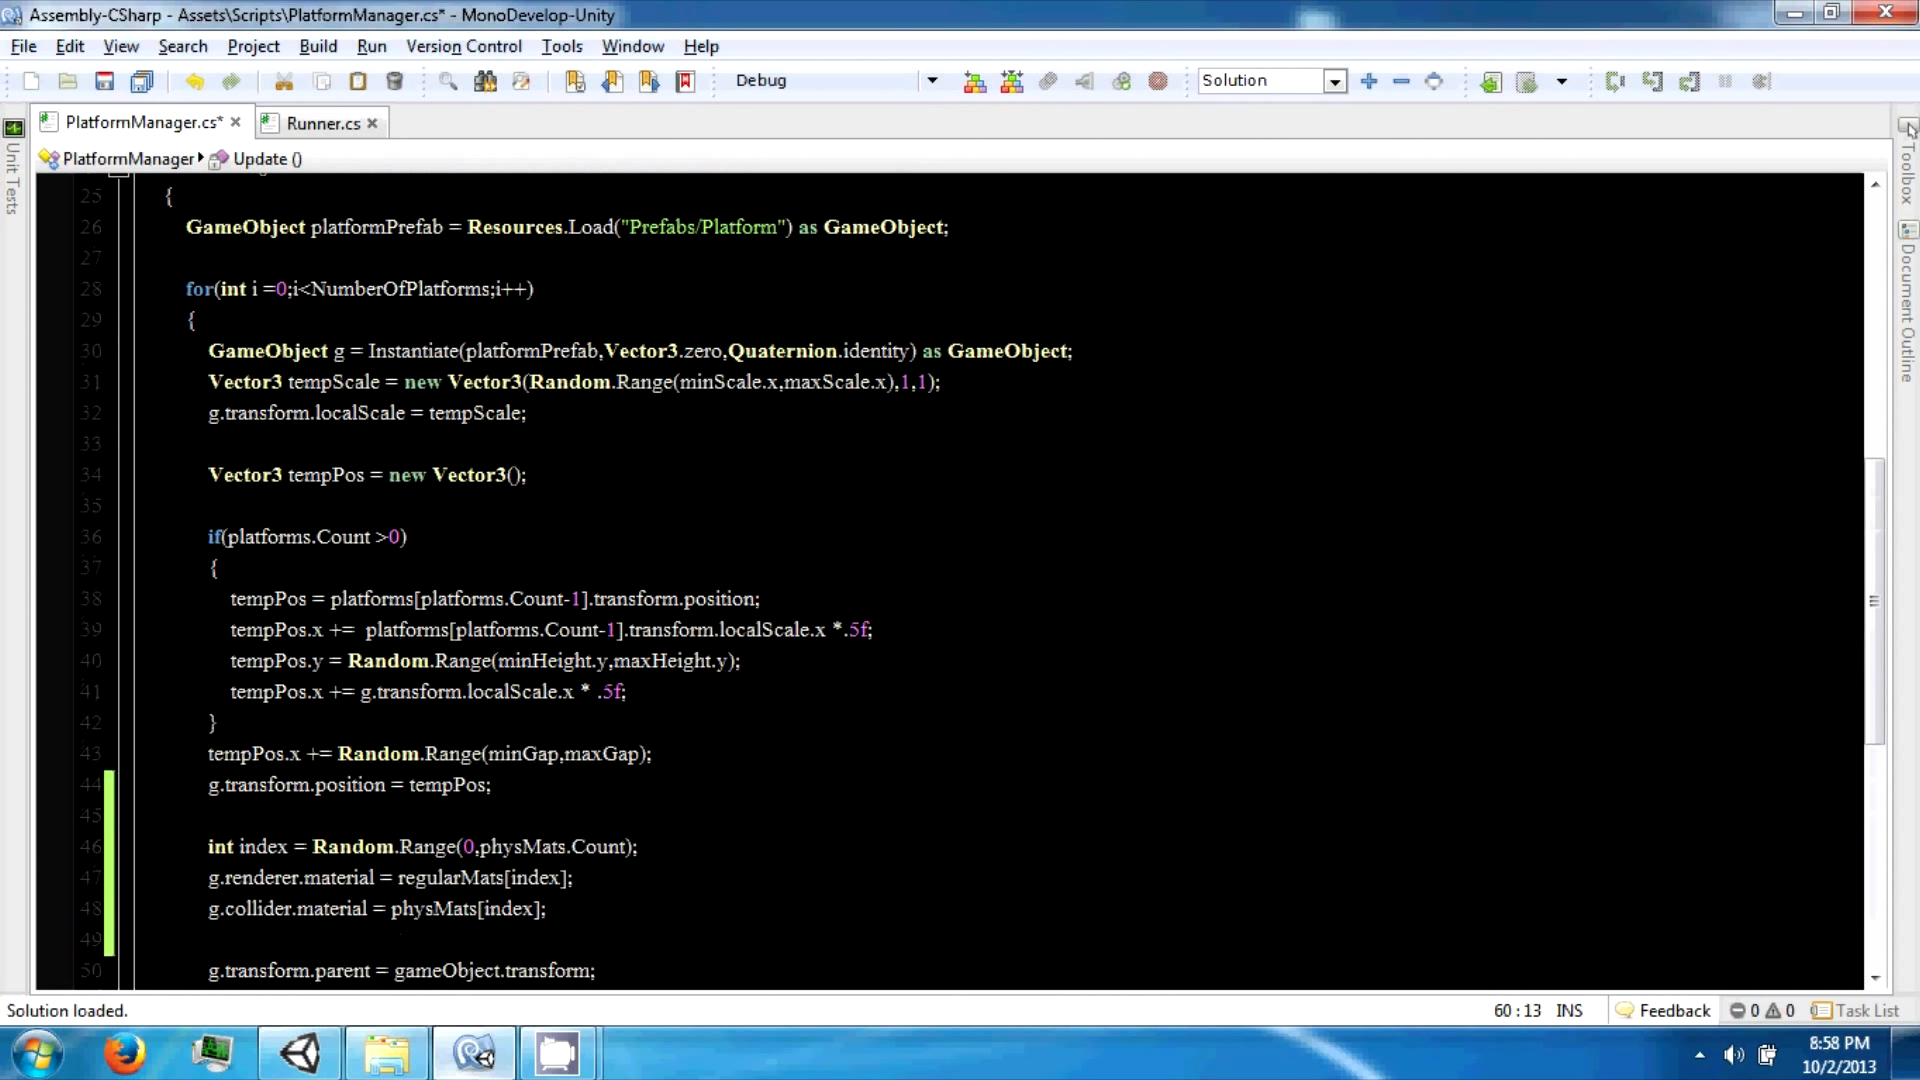 Assembly-CSharp - Assets\Scripts\PlatformManager.cs* - MonoDevelop-Unity
File Edit View Search Project Build Run Version Control Tools Window Help
Debug Solution
PlatformManager.cs* Runner.cs
PlatformManager Update ()
Unit Tests
Toolbox
Document Outline
25 {
26 GameObject platformPrefab = Resources.Load("Prefabs/Platform") as GameObject;
27
28 for(int i =0;i<NumberOfPlatforms;i++)
29 {
30 GameObject g = Instantiate(platformPrefab,Vector3.zero,Quaternion.identity) as GameObject;
31 Vector3 tempScale = new Vector3(Random.Range(minScale.x,maxScale.x),1,1);
32 g.transform.localScale = tempScale;
33
34 Vector3 tempPos = new Vector3();
35
36 if(platforms.Count >0)
37 {
38 tempPos = platforms[platforms.Count-1].transform.position;
39 tempPos.x +=  platforms[platforms.Count-1].transform.localScale.x *.5f;
40 tempPos.y = Random.Range(minHeight.y,maxHeight.y);
41 tempPos.x += g.transform.localScale.x * .5f;
42 }
43 tempPos.x += Random.Range(minGap,maxGap);
44 g.transform.position = tempPos;
45
46 int index = Random.Range(0,physMats.Count);
47 g.renderer.material = regularMats[index];
48 g.collider.material = physMats[index];
49
50 g.transform.parent = gameObject.transform;
Solution loaded. 60 : 13 INS Feedback 0 0 Task List
8:58 PM
10/2/2013